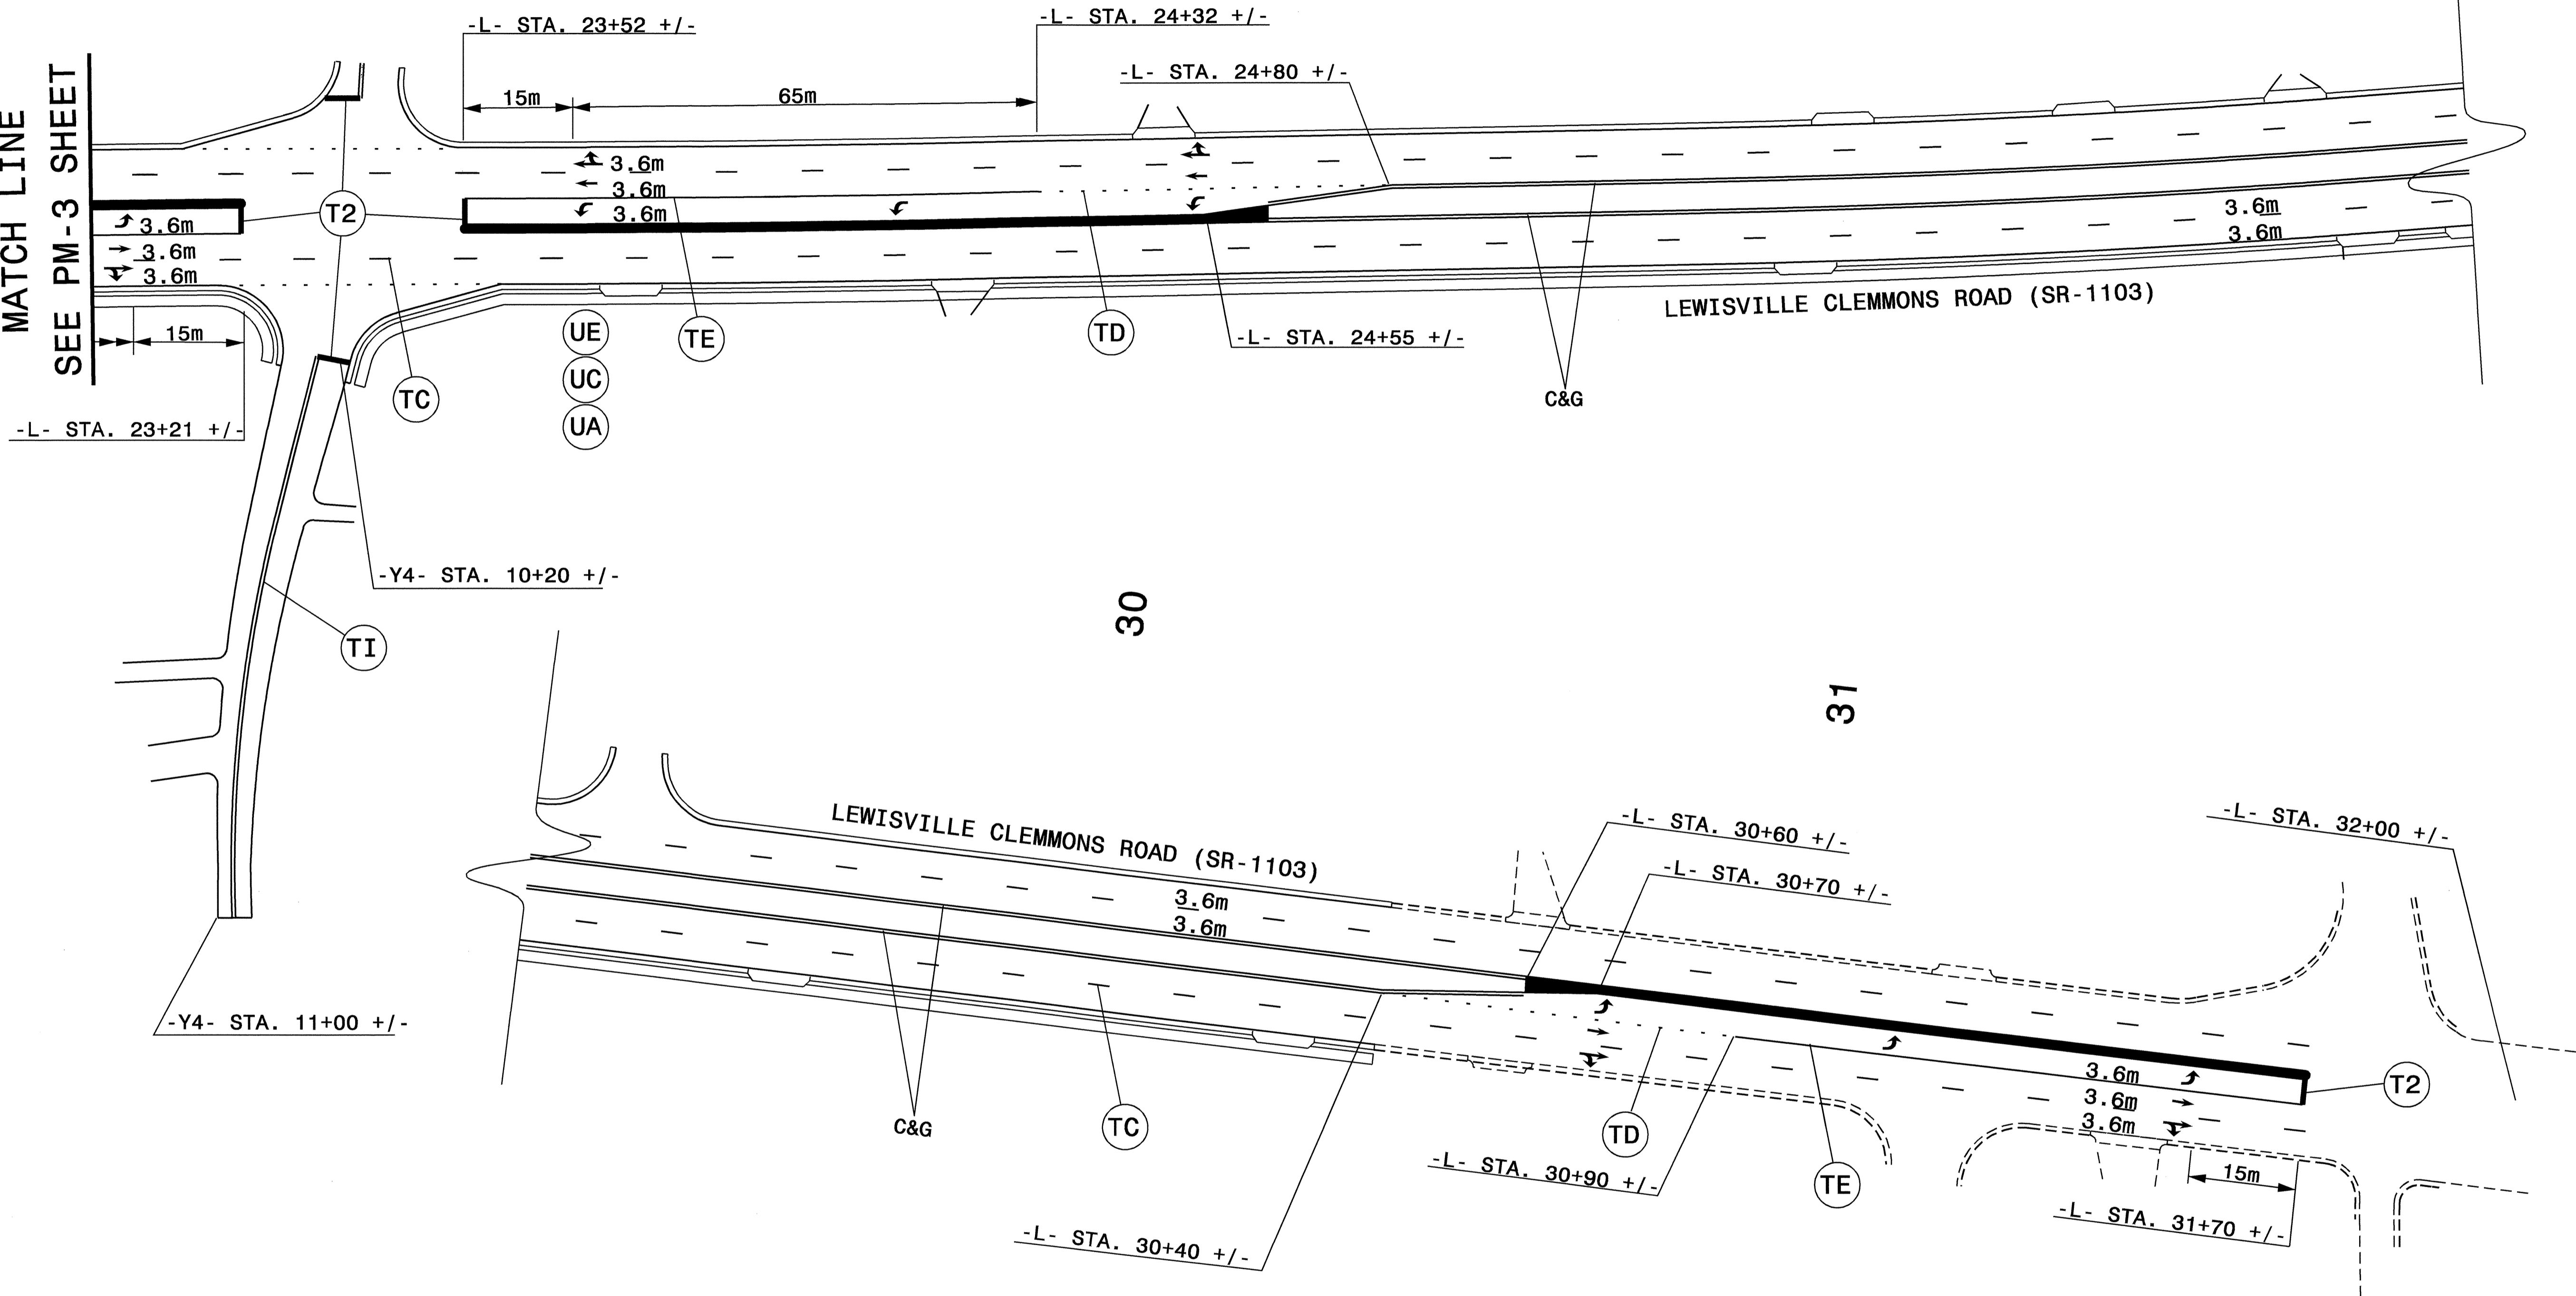 MATCH LINE
SEE PM-3 SHEET
-L- STA. 23+52 +/-
-L- STA. 24+32 +/-
-L- STA. 24+80 +/-
15m
65m
3.6m
3.6m
3.6m
T2
3.6m
3.6m
3.6m
3.6m
3.6m
LEWISVILLE CLEMMONS ROAD (SR-1103)
15m
UE
TE
TD
-L- STA. 24+55 +/-
UC
TC
C&G
UA
-L- STA. 23+21 +/-
-Y4- STA. 10+20 +/-
30
TI
31
LEWISVILLE CLEMMONS ROAD (SR-1103)
-L- STA. 30+60 +/-
-L- STA. 32+00 +/-
-L- STA. 30+70 +/-
3.6m
3.6m
-Y4- STA. 11+00 +/-
3.6m
T2
3.6m
3.6m
C&G
TC
TD
-L- STA. 30+90 +/-
TE
15m
-L- STA. 31+70 +/-
-L- STA. 30+40 +/-